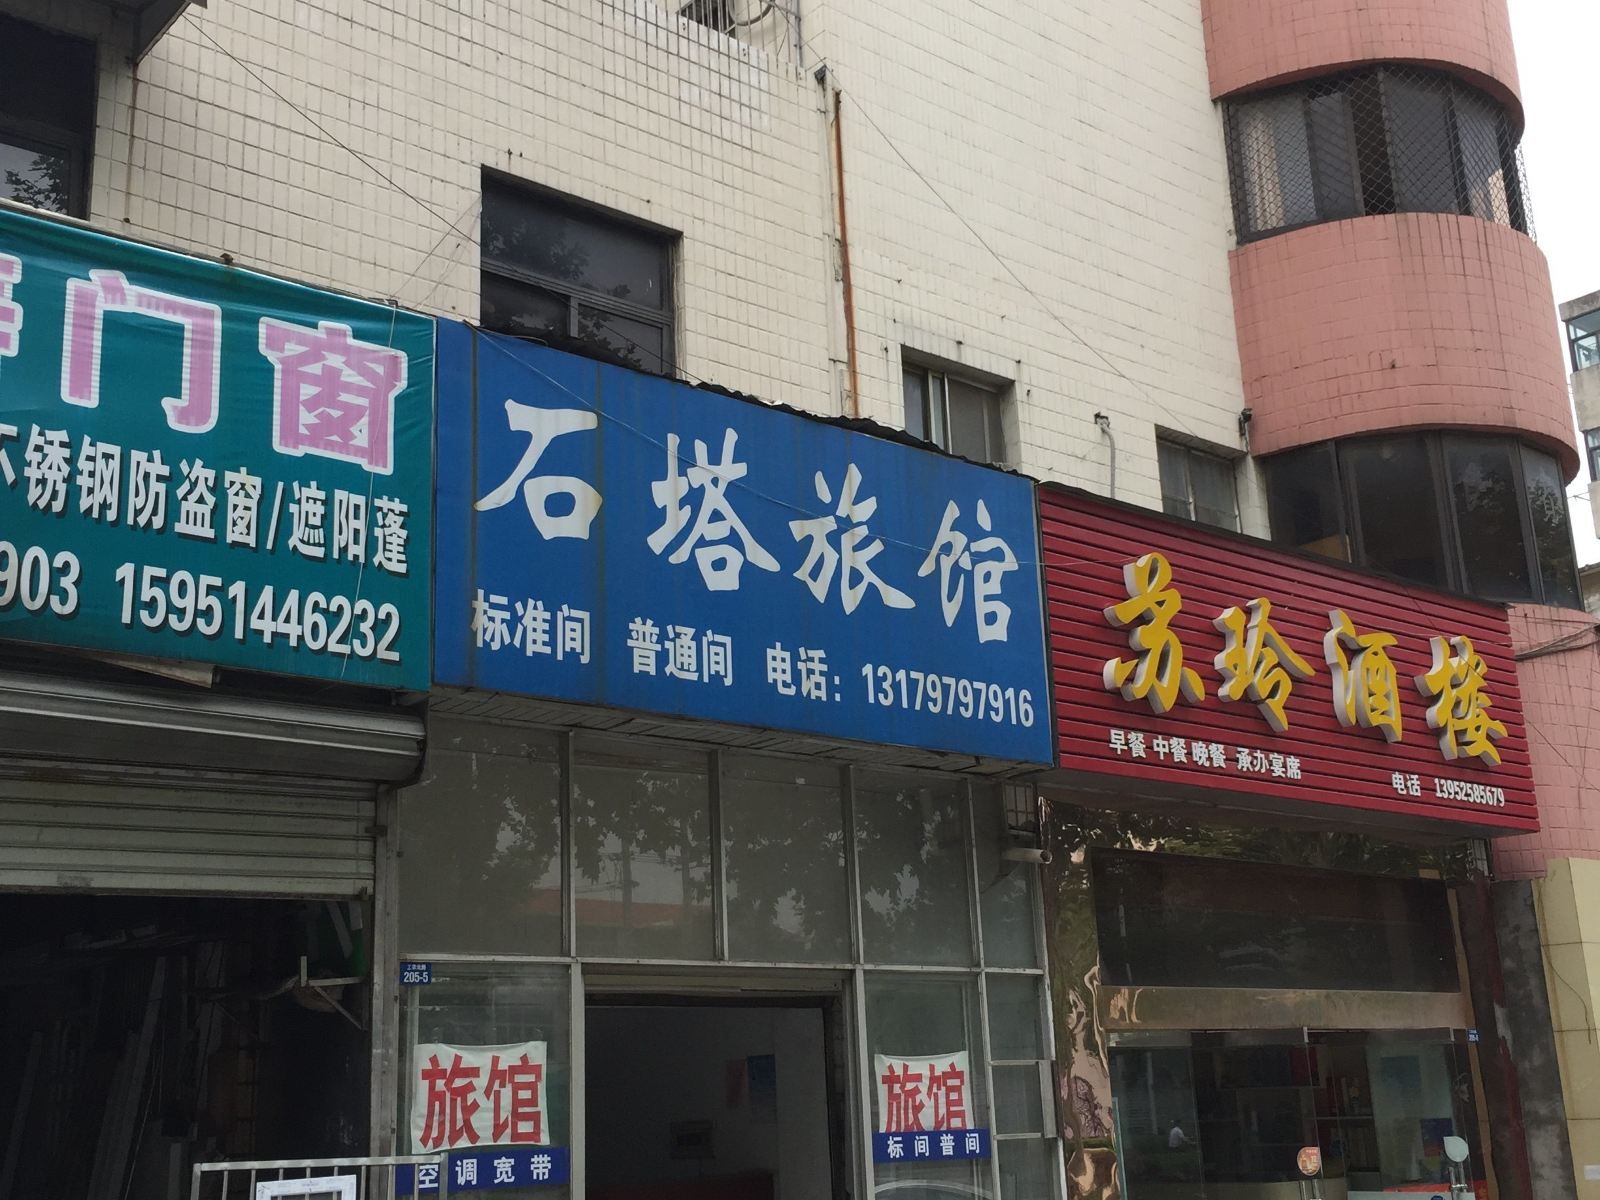 门窗
不锈钢防盗窗/遮阳蓬
903 15951446232
石塔旅馆
标准间 普通间 电话：13179797916
苏玲酒楼
早餐 中餐 晚餐 承办宴席
电话 13952585679
205-5
旅馆
空调宽带
旅馆
标间普间